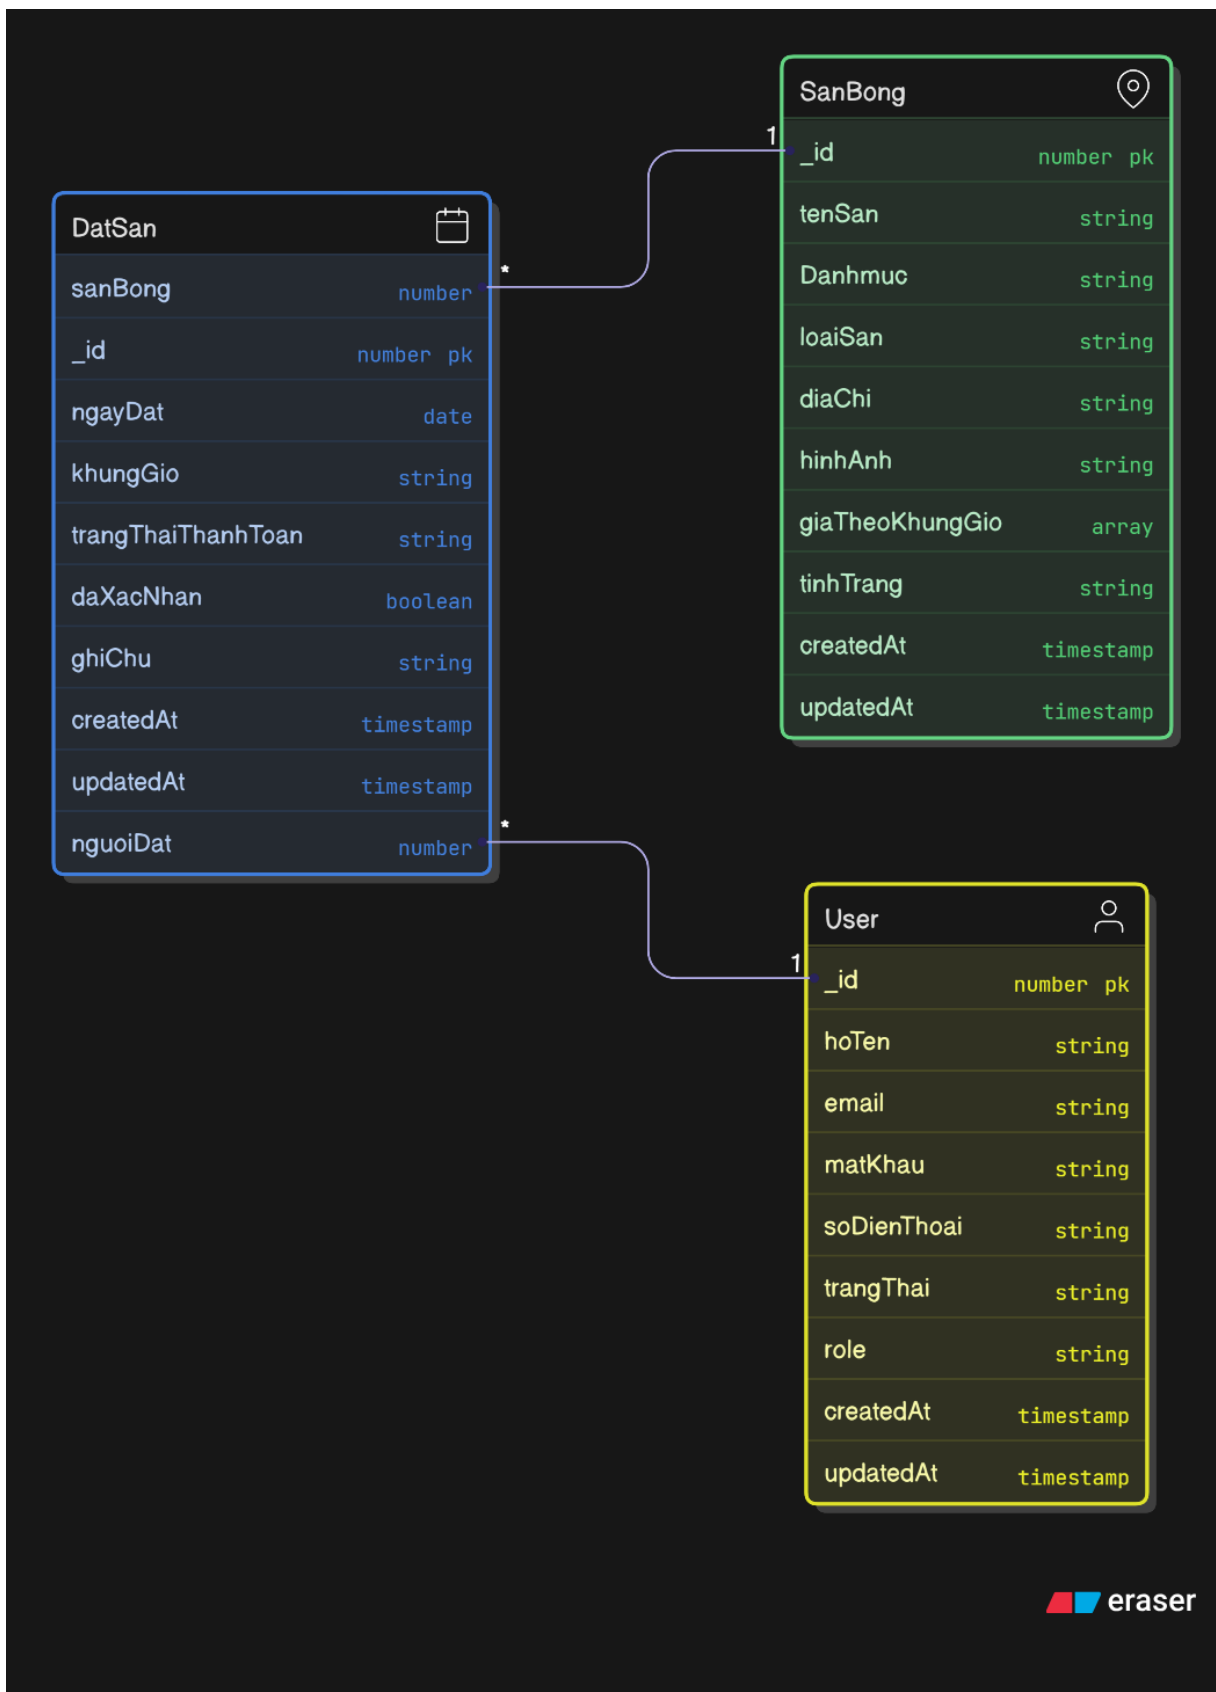 DatSan
*
sanBong number
_id number pk
ngayDat date
khungGio string
trangThaiThanhToan string
daXacNhan boolean
ghiChu string
createdAt timestamp
updatedAt timestamp
*
nguoiDat number
SanBong
1
_id number pk
tenSan string
Danhmuc string
loaiSan string
diaChi string
hinhAnh string
giaTheoKhungGio array
tinhTrang string
createdAt timestamp
updatedAt timestamp
User
1
_id number pk
hoTen string
email string
matKhau string
soDienThoai string
trangThai string
role string
createdAt timestamp
updatedAt timestamp
eraser